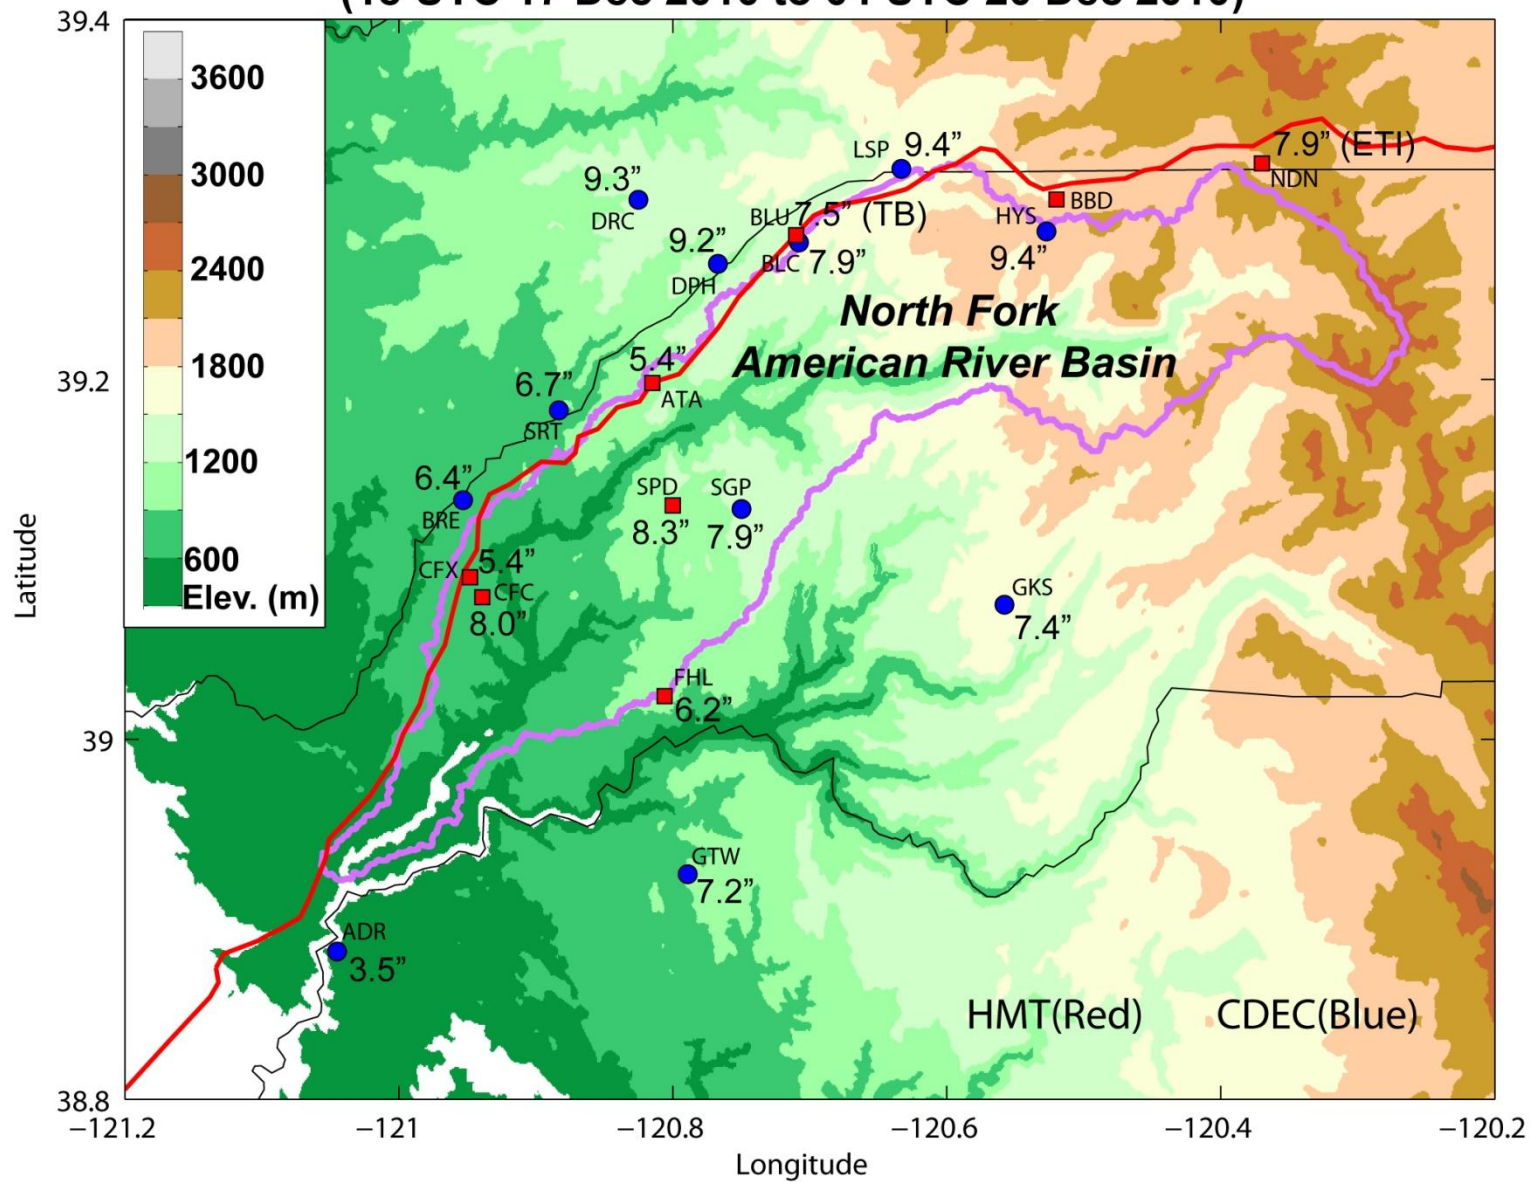 39.4
3600
3000
2400
1800
1200
600
Elev. (m)
LSP 9.4”
7.9” (ETI)
NDN
9.3”
DRC
BLU 7.5” (TB)
HYS
BBD
9.4”
9.2”
DPH
BLC 7.9”
North Fork
American River Basin
39.2
5.4”
ATA
6.7”
SRT
6.4”
BRE
SPD
8.3”
SGP
7.9”
CFX 5.4”
CFC
8.0”
GKS
7.4”
FHL
6.2”
39
GTW
7.2”
ADR
3.5”
HMT(Red) CDEC(Blue)
38.8
−121.2 −121 −120.8 −120.6 −120.4 −120.2
Longitude
Latitude